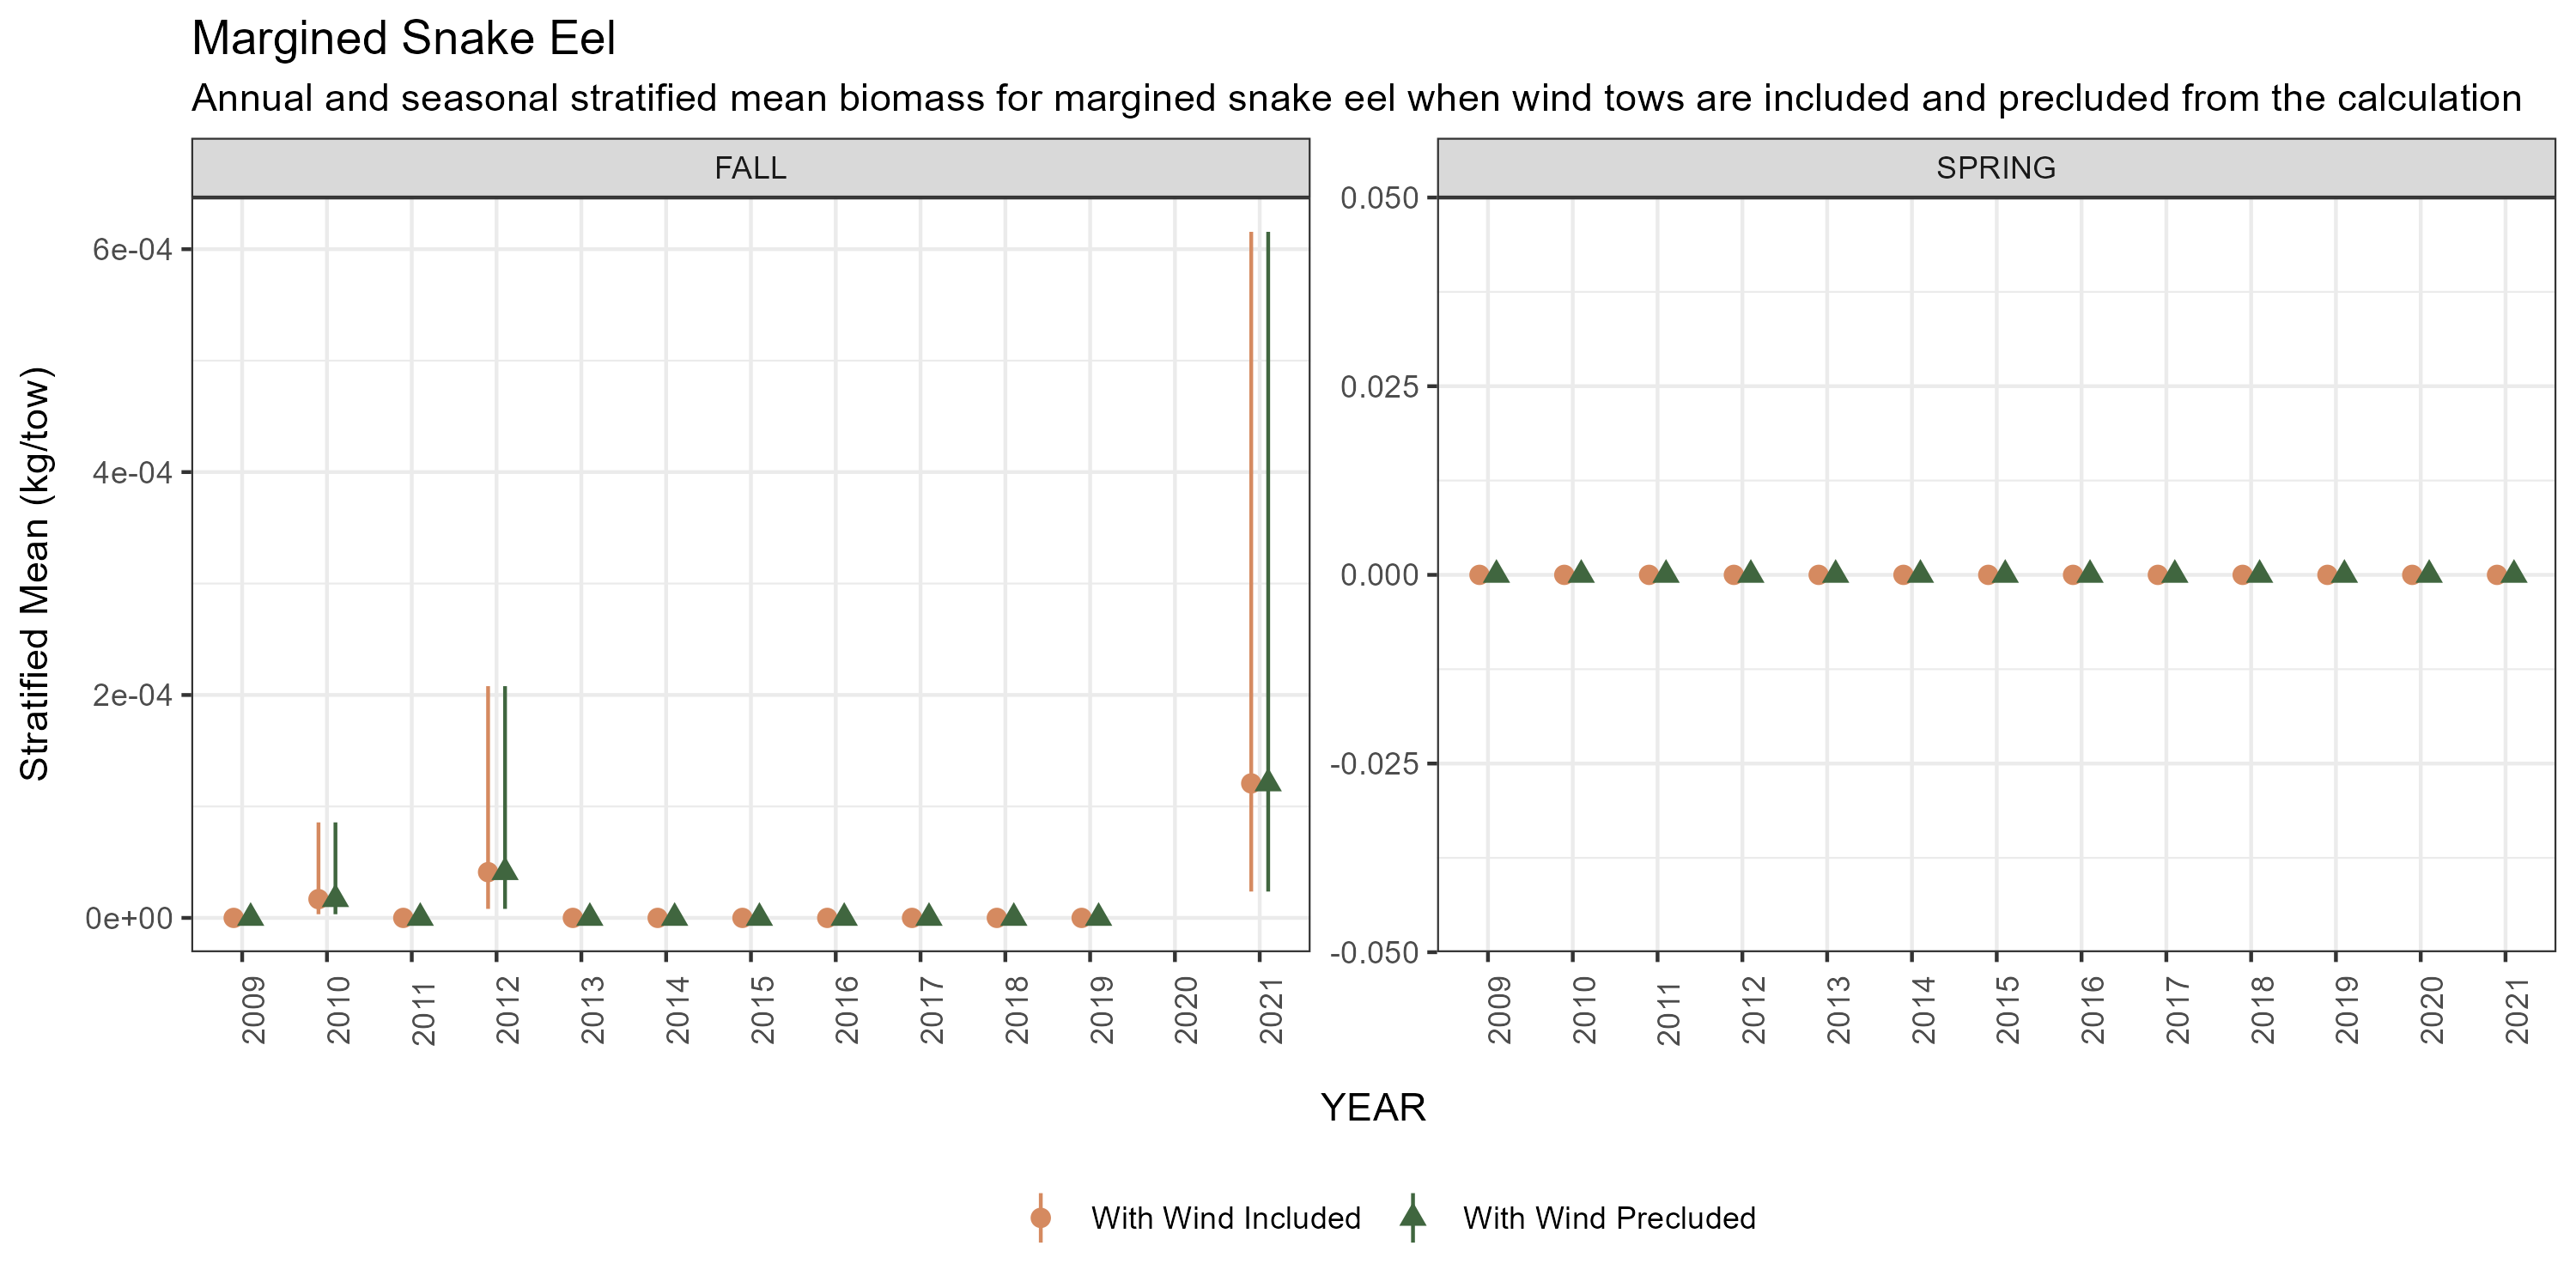 Margined Snake Eel
Annual and seasonal stratified mean biomass for margined snake eel when wind tows are included and precluded from the calculation
FALL
SPRING
Stratified Mean (kg/tow)
6e-04
4e-04
2e-04
0e+00
0.050
0.025
0.000
-0.025
-0.050
2009 2010 2011 2012 2013 2014 2015 2016 2017 2018 2019 2020 2021
2009 2010 2011 2012 2013 2014 2015 2016 2017 2018 2019 2020 2021
YEAR
With Wind Included
With Wind Precluded